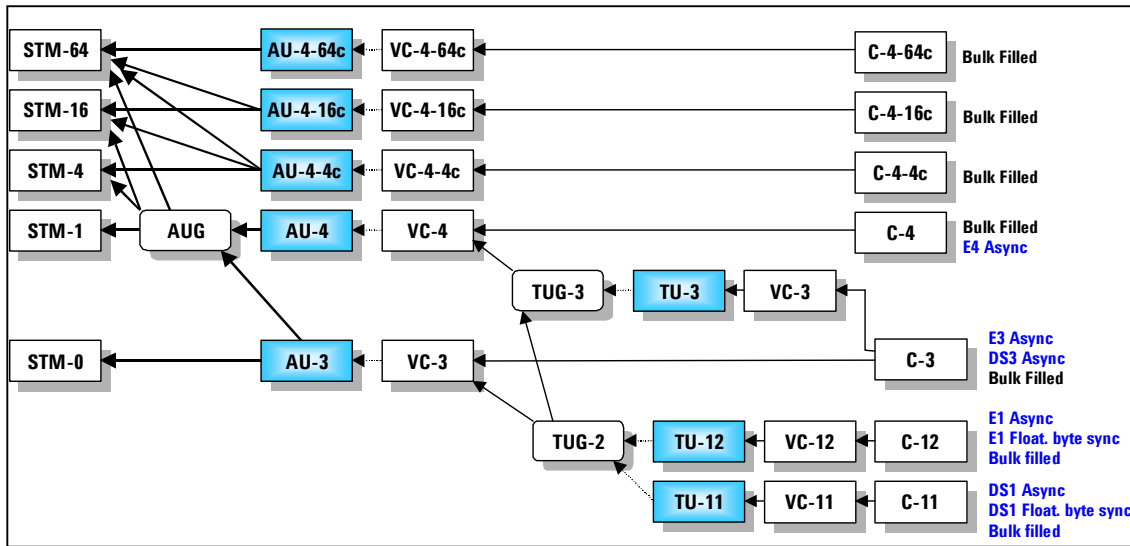 STM-64 AU-4-64c VC-4-64c C-4-64c Bulk Filled
STM-16 AU-4-16c VC-4-16c C-4-16c Bulk Filled
STM-4 AU-4-4c VC-4-4c C-4-4c Bulk Filled
STM-1 AUG AU-4 VC-4 C-4 Bulk Filled
E4 Async
TUG-3 TU-3 VC-3
STM-0 AU-3 VC-3 C-3 E3 Async
DS3 Async
Bulk Filled
TUG-2 TU-12 VC-12 C-12 E1 Async
E1 Float. byte sync
Bulk filled
TU-11 VC-11 C-11 DS1 Async
DS1 Float. byte sync
Bulk filled